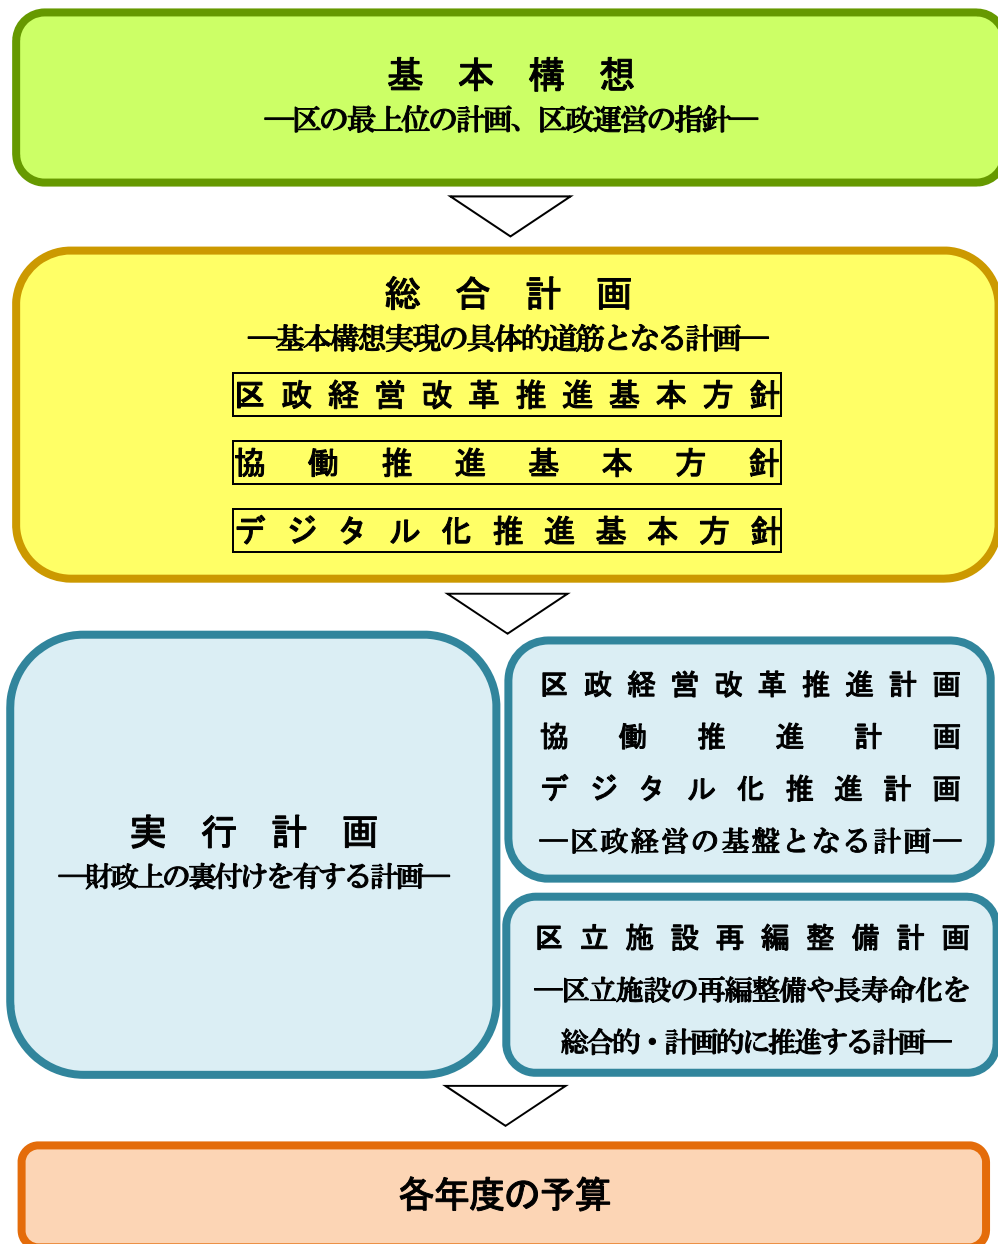 基本構想
―区の最上位の計画、区政運営の指針―
総合計画
―基本構想実現の具体的道筋となる計画―
区政経営改革推進基本方針
協働推進基本方針
デジタル化推進基本方針
実行計画
―財政上の裏付けを有する計画―
区政経営改革推進計画
協働推進計画
デジタル化推進計画
―区政経営の基盤となる計画―
区立施設再編整備計画
―区立施設の再編整備や長寿命化を
総合的・計画的に推進する計画―
各年度の予算